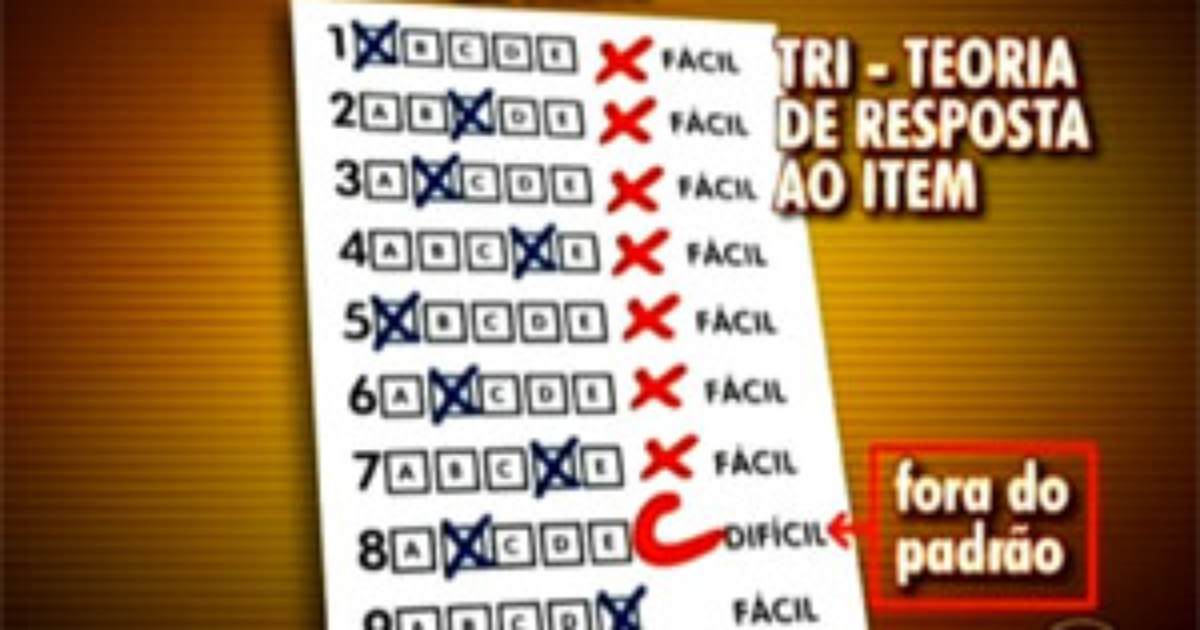 1 B C D E FÁCIL
2 A B D E FÁCIL
3 A C D E FÁCIL
4 A B C E FÁCIL
5 B C D E FÁCIL
6 A C D E FÁCIL
7 A B C E FÁCIL
8 A C D E C DIFÍCIL
9 A B C D FÁCIL
TRI - TEORIA
DE RESPOSTA
AO ITEM
fora do
padrão